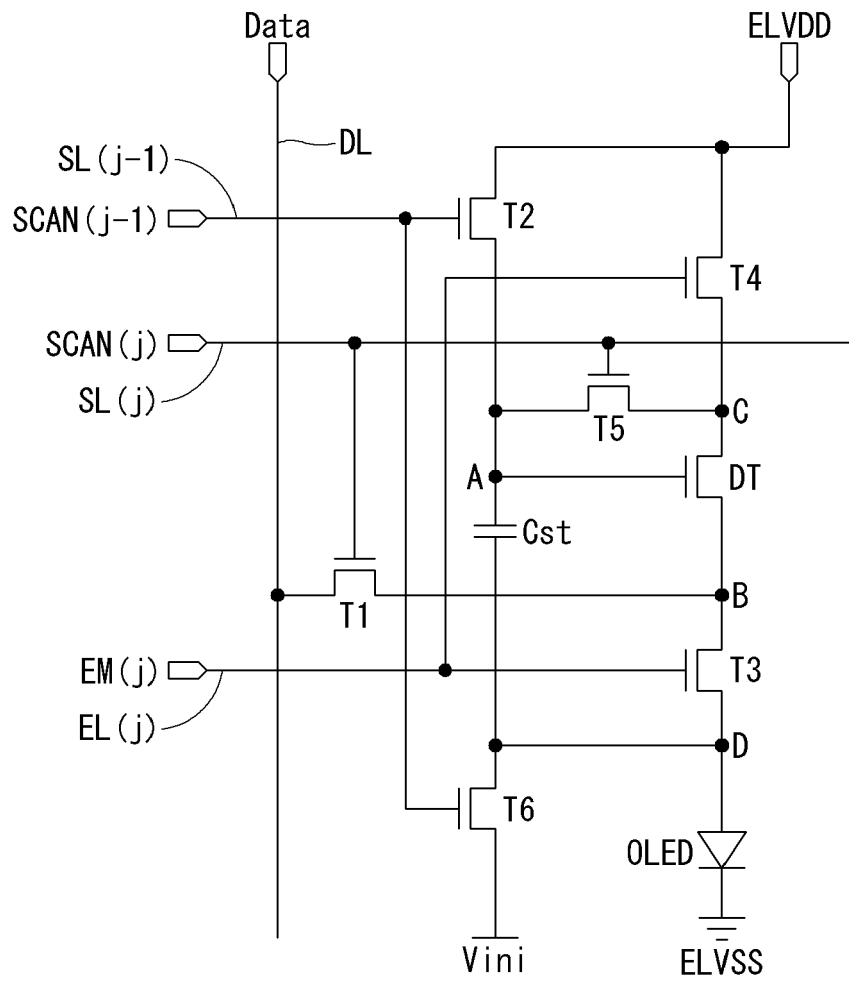 Data
ELVDD
DL
SL(j-1)
SCAN(j-1)
T2
T4
SCAN(j)
SL(j)
T5
C
A
DT
Cst
T1
B
EM(j)
T3
EL(j)
D
T6
OLED
Vini
ELVSS